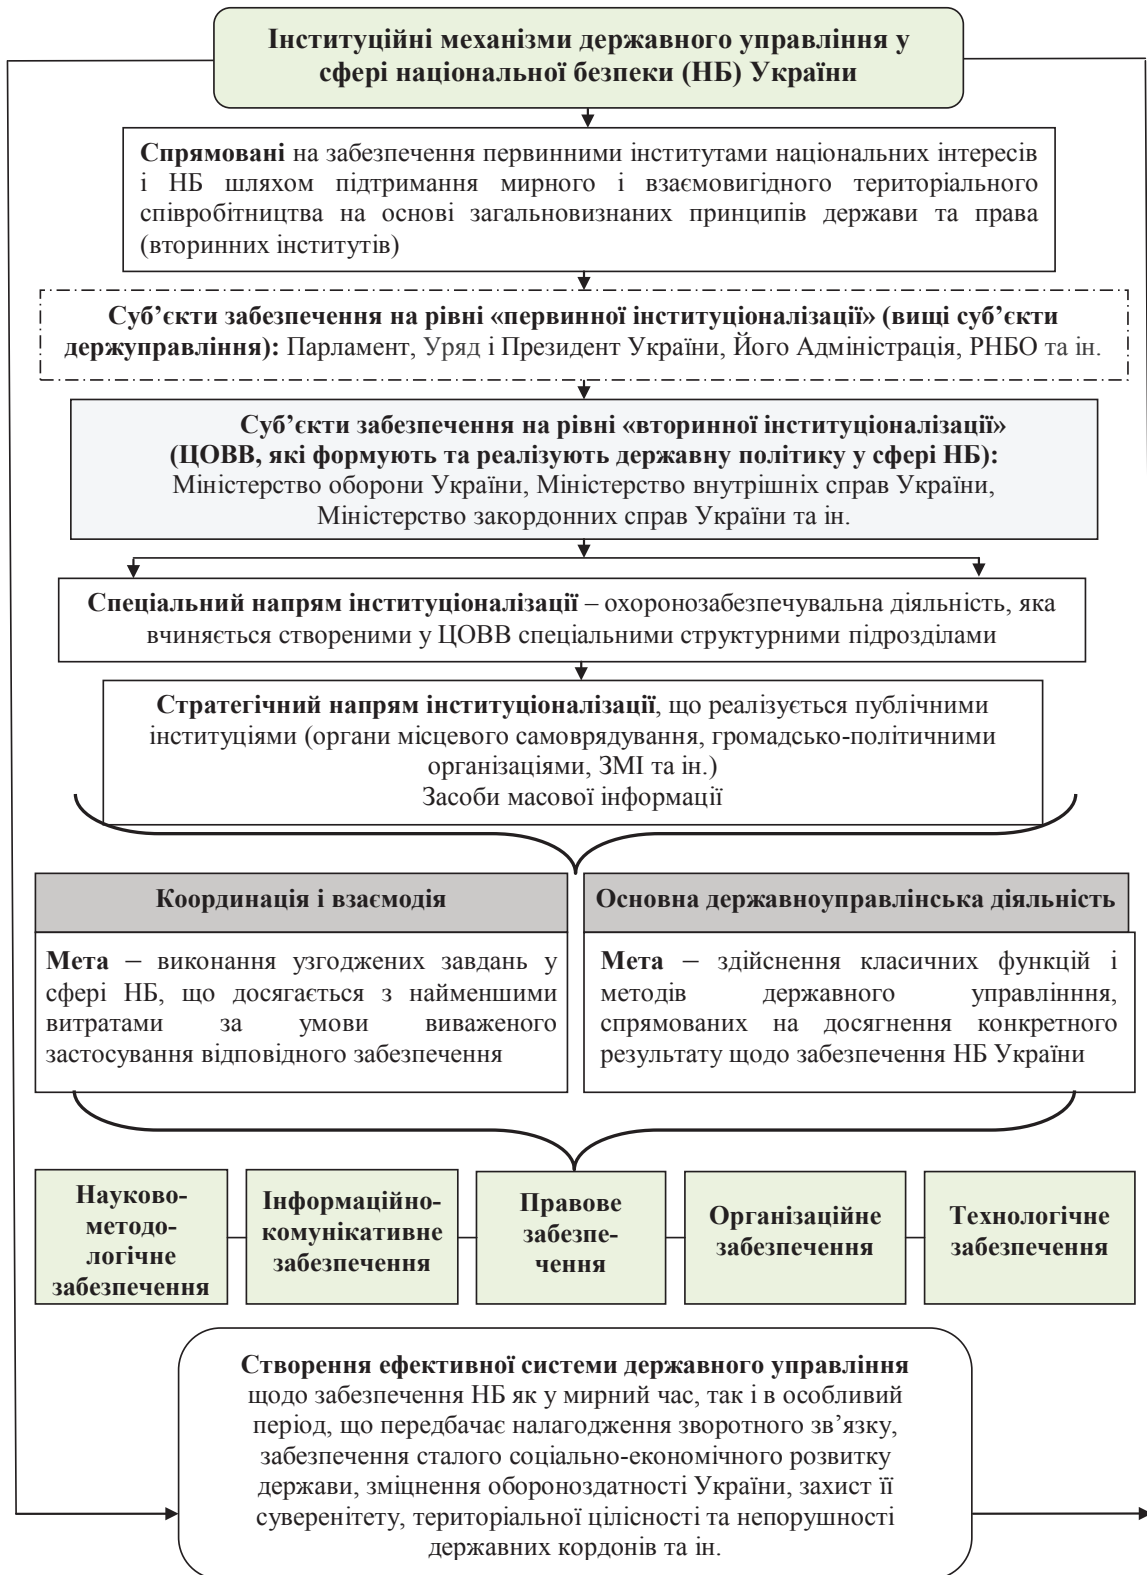 Інституційні механізми державного управління у
сфері національної безпеки (НБ) України
Спрямовані на забезпечення первинними інститутами національних інтересів
і НБ шляхом підтримання мирного і взаємовигідного територіального
співробітництва на основі загальновизнаних принципів держави та права
(вторинних інститутів)
Суб’єкти забезпечення на рівні «первинної інституціоналізації» (вищі суб’єкти
держуправління): Парламент, Уряд і Президент України, Його Адміністрація, РНБО та ін.
Суб’єкти забезпечення на рівні «вторинної інституціоналізації»
(ЦОВВ, які формують та реалізують державну політику у сфері НБ):
Міністерство оборони України, Міністерство внутрішніх справ України,
Міністерство закордонних справ України та ін.
Спеціальний напрям інституціоналізації – охоронозабезпечувальна діяльність, яка
вчиняється створеними у ЦОВВ спеціальними структурними підрозділами
Стратегічний напрям інституціоналізації, що реалізується публічними
інституціями (органи місцевого самоврядування, громадсько-політичними
організаціями, ЗМІ та ін.)
Засоби масової інформації
Координація і взаємодія
Мета – виконання узгоджених завдань у
сфері НБ, що досягається з найменшими
витратами за умови виваженого
застосування відповідного забезпечення
Основна державноуправлінська діяльність
Мета – здійснення класичних функцій і
методів державного управлінння,
спрямованих на досягнення конкретного
результату щодо забезпечення НБ України
Науково-
методо-
логічне
забезпечення
Інформаційно-
комунікативне
забезпечення
Правове
забезпе-
чення
Організаційне
забезпечення
Технологічне
забезпечення
Створення ефективної системи державного управління
щодо забезпечення НБ як у мирний час, так і в особливий
період, що передбачає налагодження зворотного зв’язку,
забезпечення сталого соціально-економічного розвитку
держави, зміцнення обороноздатності України, захист її
суверенітету, територіальної цілісності та непорушності
державних кордонів та ін.